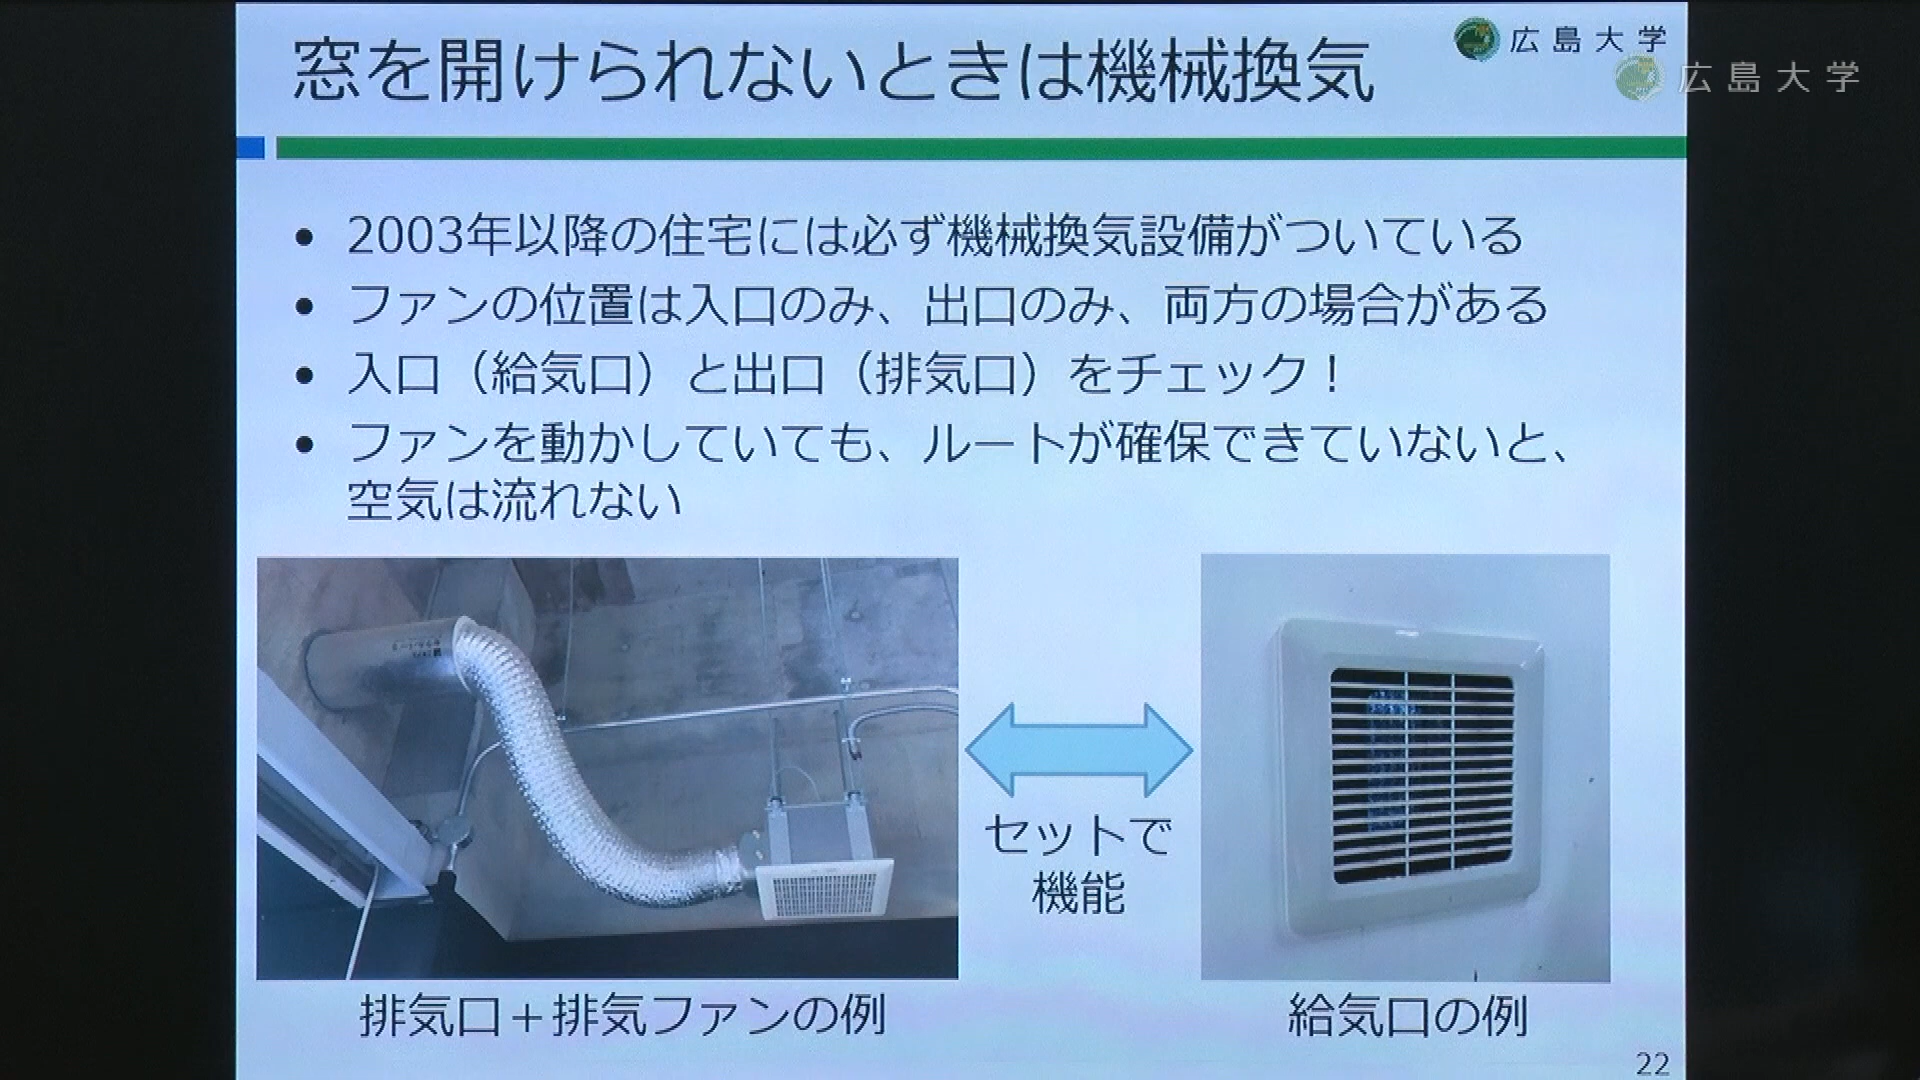 窓を開けられないときは機械換気
広島大学
広島大学
• 2003年以降の住宅には必ず機械換気設備がついている
• ファンの位置は入口のみ、出口のみ、両方の場合がある
• 入口（給気口）と出口（排気口）をチェック！
• ファンを動かしていても、ルートが確保できていないと、
空気は流れない
セットで
機能
排気口＋排気ファンの例
給気口の例
22